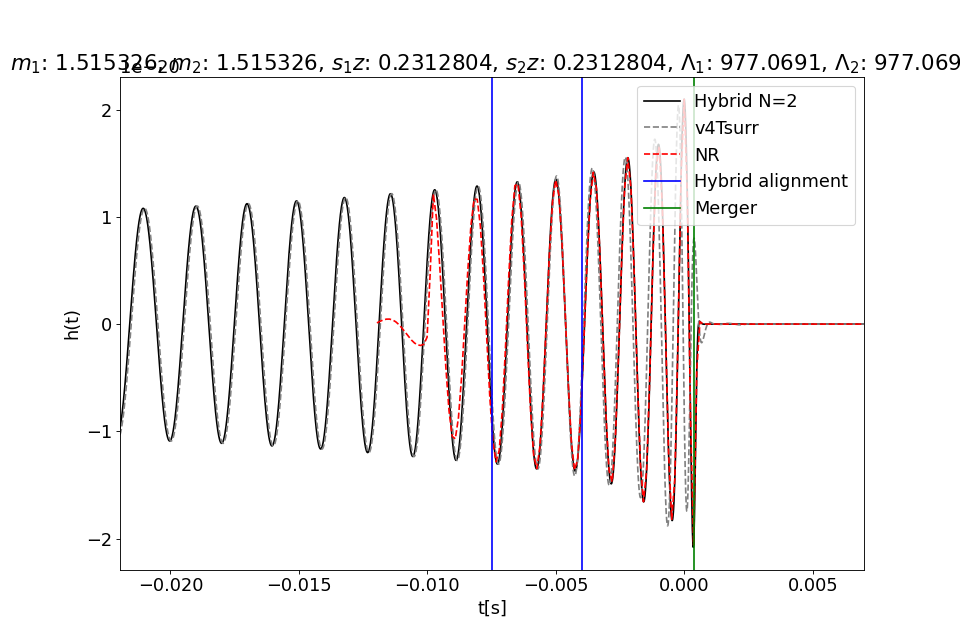 m₁: 1.515326, m₂: 1.515326, s₁z: 0.2312804, s₂z: 0.2312804, Λ₁: 977.0691, Λ₂: 977.069
1e−20
Hybrid N=2
v4Tsurr
NR
Hybrid alignment
Merger
2
1
0
−1
−2
h(t)
−0.020 −0.015 −0.010 −0.005 0.000 0.005
t[s]